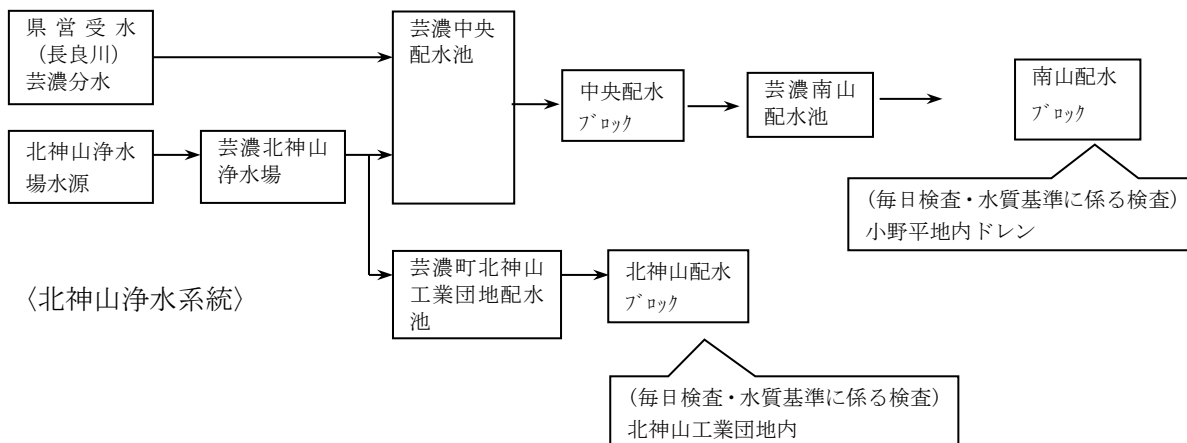 県営受水
(長良川)
芸濃分水
芸濃中央
配水池
中央配水
ブロック
芸濃南山
配水池
南山配水
ブロック
北神山浄水
場水源
芸濃北神山
浄水場
(毎日検査・水質基準に係る検査)
小野平地内ドレン
芸濃町北神山
工業団地配水
池
北神山配水
ブロック
〈北神山浄水系統〉
(毎日検査・水質基準に係る検査)
北神山工業団地内